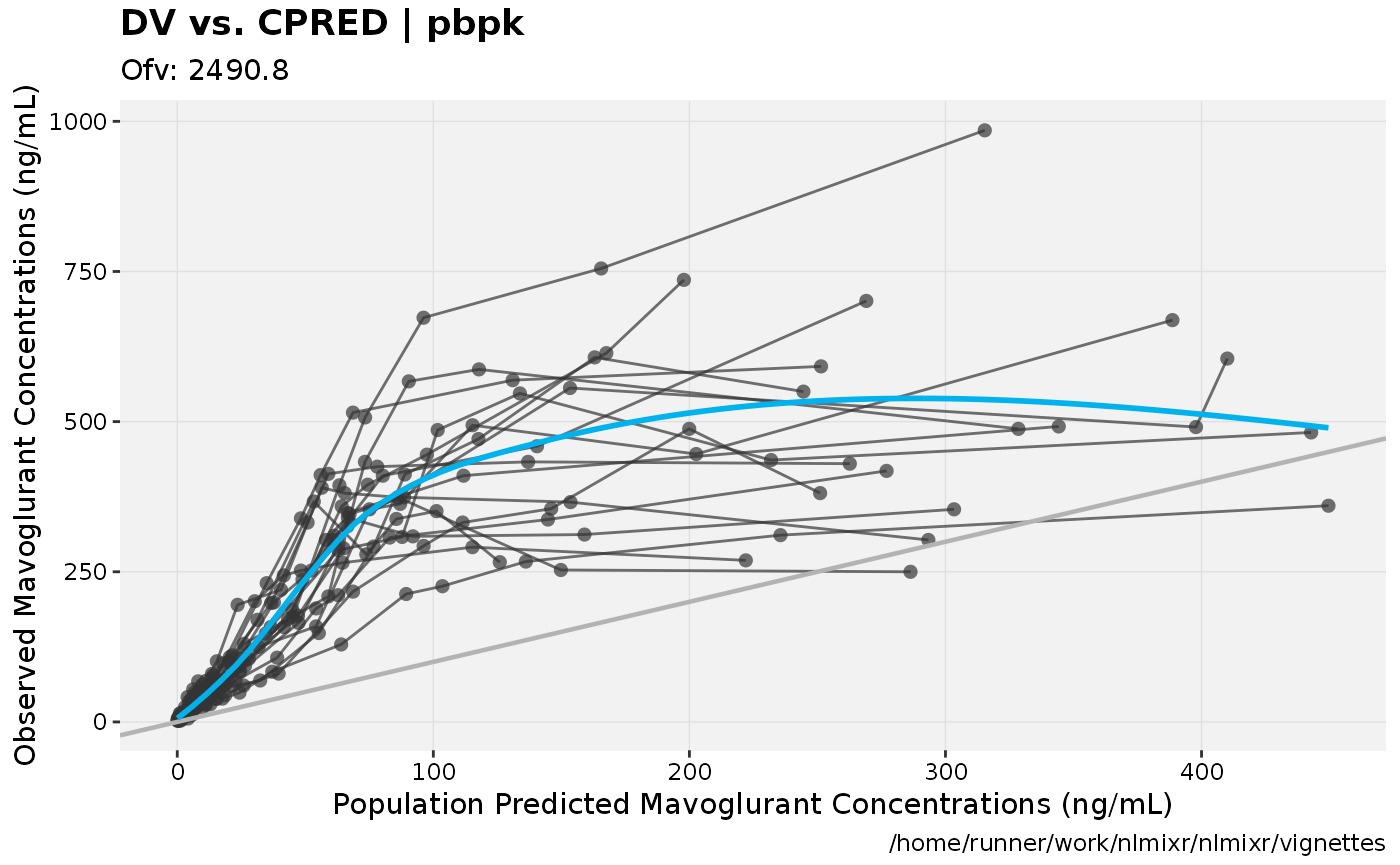 DV vs. CPRED | pbpk
Ofv: 2490.8
Observed Mavoglurant Concentrations (ng/mL)
1000
750
500
250
0
0 100 200 300 400
Population Predicted Mavoglurant Concentrations (ng/mL)
/home/runner/work/nlmixr/nlmixr/vignettes